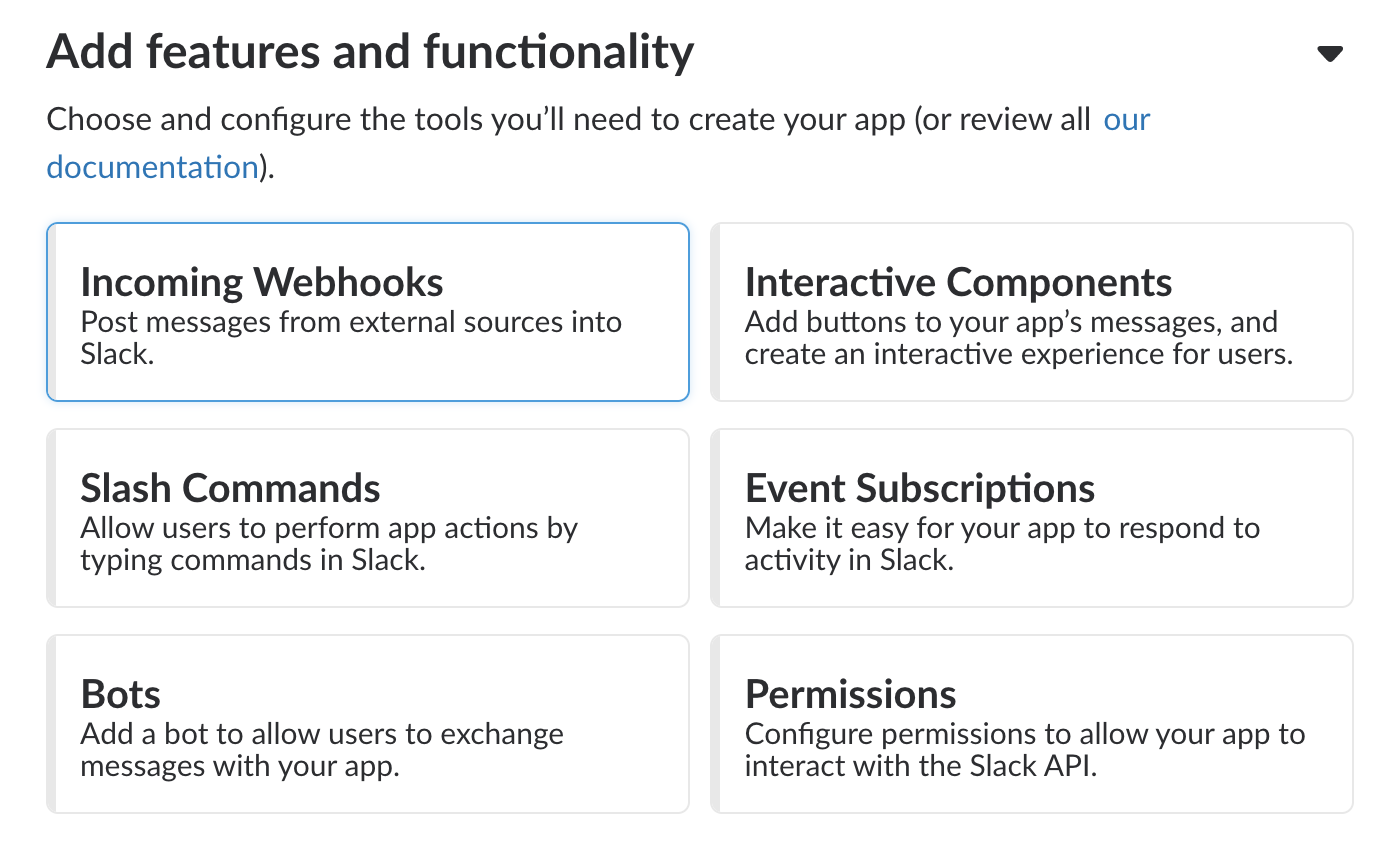 Add features and functionality
Choose and configure the tools you’ll need to create your app (or review all our
documentation).
Incoming Webhooks
Post messages from external sources into
Slack.
Interactive Components
Add buttons to your app’s messages, and
create an interactive experience for users.
Slash Commands
Allow users to perform app actions by
typing commands in Slack.
Event Subscriptions
Make it easy for your app to respond to
activity in Slack.
Bots
Add a bot to allow users to exchange
messages with your app.
Permissions
Configure permissions to allow your app to
interact with the Slack API.